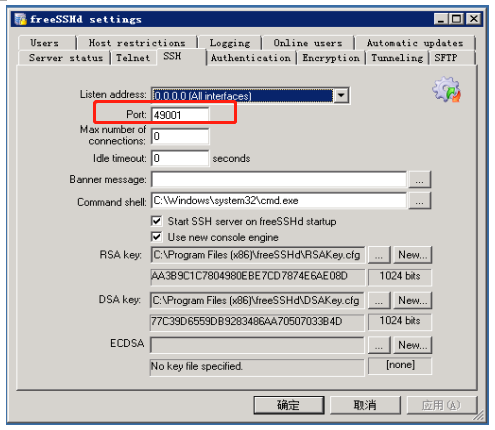 freeSSHd settings
Users Host restrictions Logging Online users Automatic updates
Server status Telnet SSH Authentication Encryption Tunneling SFTP
Listen address: 0.0.0.0 (All interfaces)
Port: 49001
Max number of
connections: 0
Idle timeout: 0 seconds
Banner message: ...
Command shell: C:\Windows\system32\cmd.exe ...
Start SSH server on freeSSHd startup
Use new console engine
RSA key: C:\Program Files (x86)\freeSSHd\RSAKey.cfg ... New...
AA3B9C1C7804980EBE7CD7874E6AE08D 1024 bits
DSA key: C:\Program Files (x86)\freeSSHd\DSAKey.cfg ... New...
77C39D6559DB9283486AA70507033B4D 1024 bits
ECDSA ... New...
No key file specified. [none]
确定 取消 应用(A)